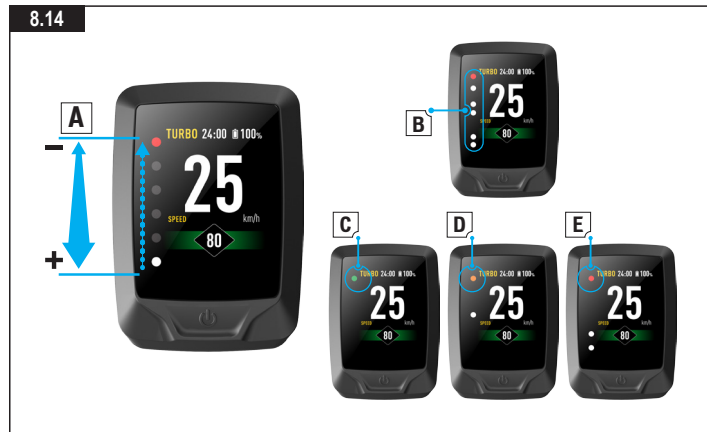 8.14
A
−
+
TURBO 24:00 100%
25
SPEED km/h
80
B
TURBO 24:00 100%
25
SPEED km/h
80
C
TURBO 24:00 100%
25
SPEED km/h
80
D
TURBO 24:00 100%
25
SPEED km/h
80
E
TURBO 24:00 100%
25
SPEED km/h
80